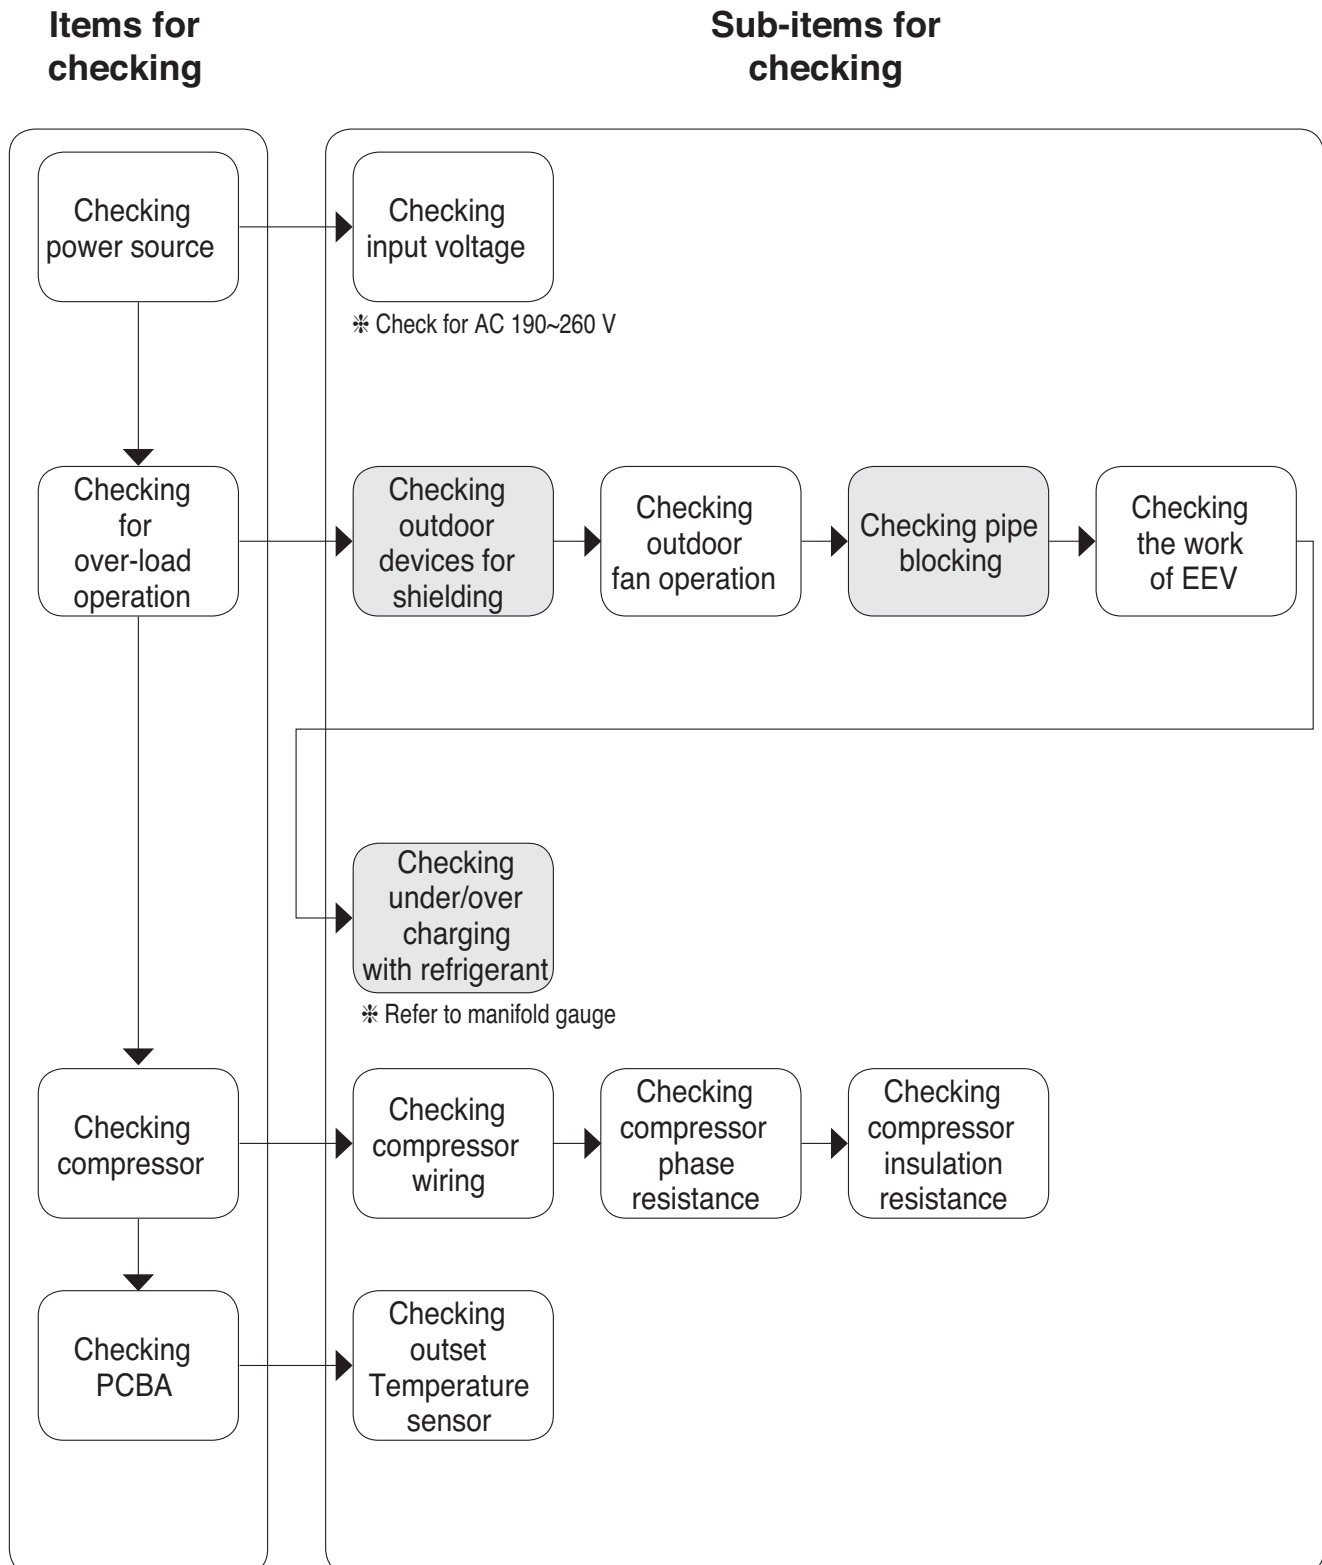 Items for
checking
Sub-items for
checking
Checking
power source
Checking
input voltage
❈ Check for AC 190~260 V
Checking
for
over-load
operation
Checking
outdoor
devices for
shielding
Checking
outdoor
fan operation
Checking pipe
blocking
Checking
the work
of EEV
Checking
under/over
charging
with refrigerant
❈ Refer to manifold gauge
Checking
compressor
Checking
compressor
wiring
Checking
compressor
phase
resistance
Checking
compressor
insulation
resistance
Checking
PCBA
Checking
outset
Temperature
sensor